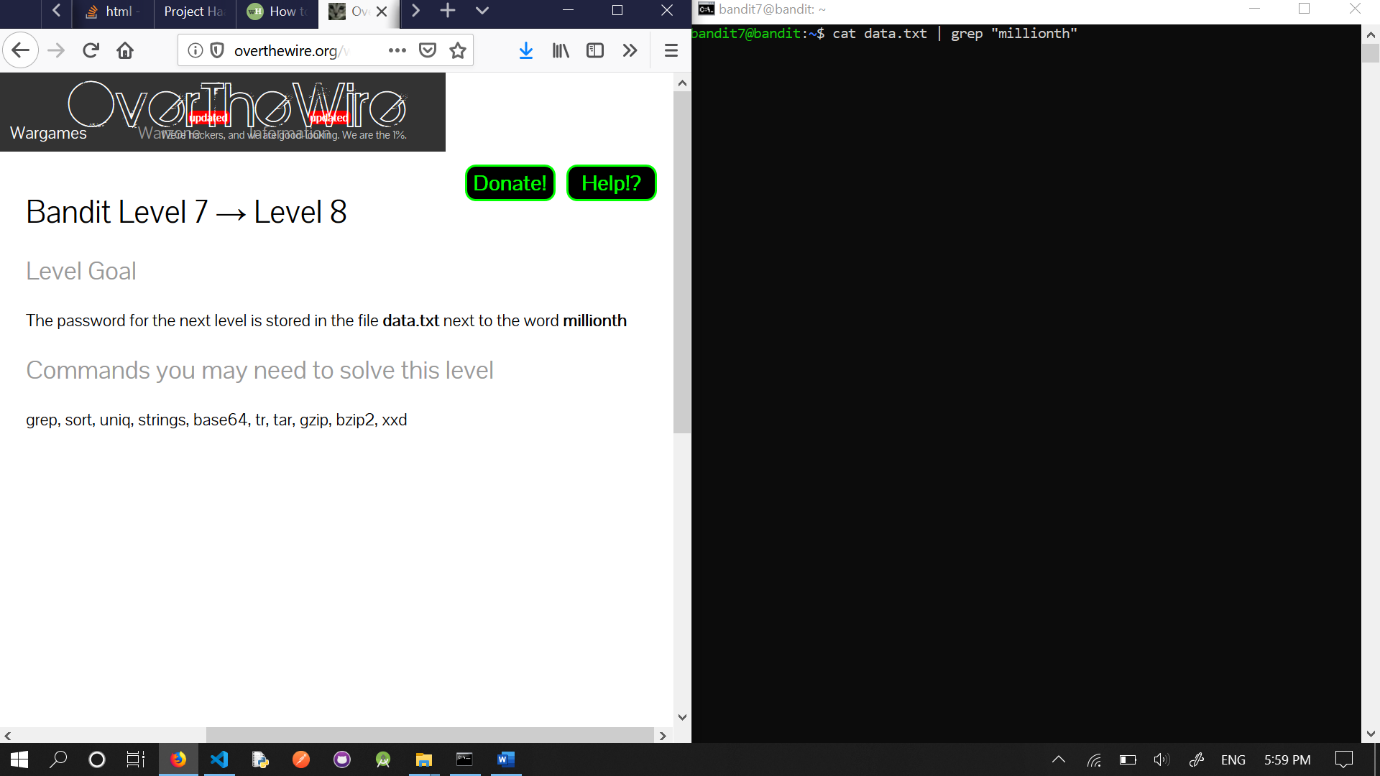 html
Project Ha
How to
Ov
bandit7@bandit: ~
overthewire.org/
bandit7@bandit:~$ cat data.txt | grep "millionth"
OverTheWire
updated updated
Wargames Warzone Information
We're hackers, and we are good-looking. We are the 1%.
Donate! Help!?
Bandit Level 7 → Level 8
Level Goal
The password for the next level is stored in the file data.txt next to the word millionth
Commands you may need to solve this level
grep, sort, uniq, strings, base64, tr, tar, gzip, bzip2, xxd
ENG 5:59 PM